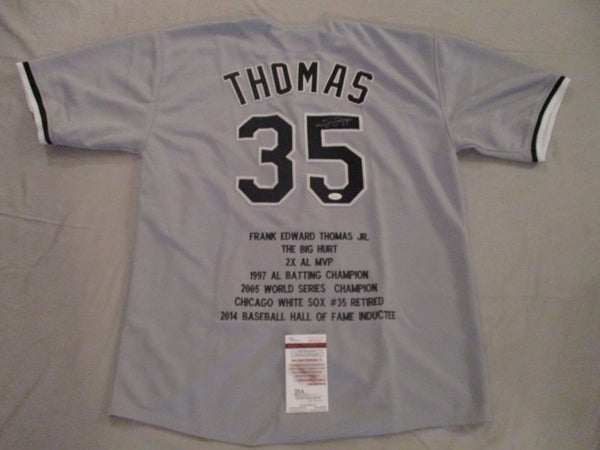 THOMAS
35
FRANK EDWARD THOMAS JR.
THE BIG HURT
2X AL MVP
1997 AL BATTING CHAMPION
2005 WORLD SERIES CHAMPION
CHICAGO WHITE SOX #35 RETIRED
2014 BASEBALL HALL OF FAME INDUCTEE